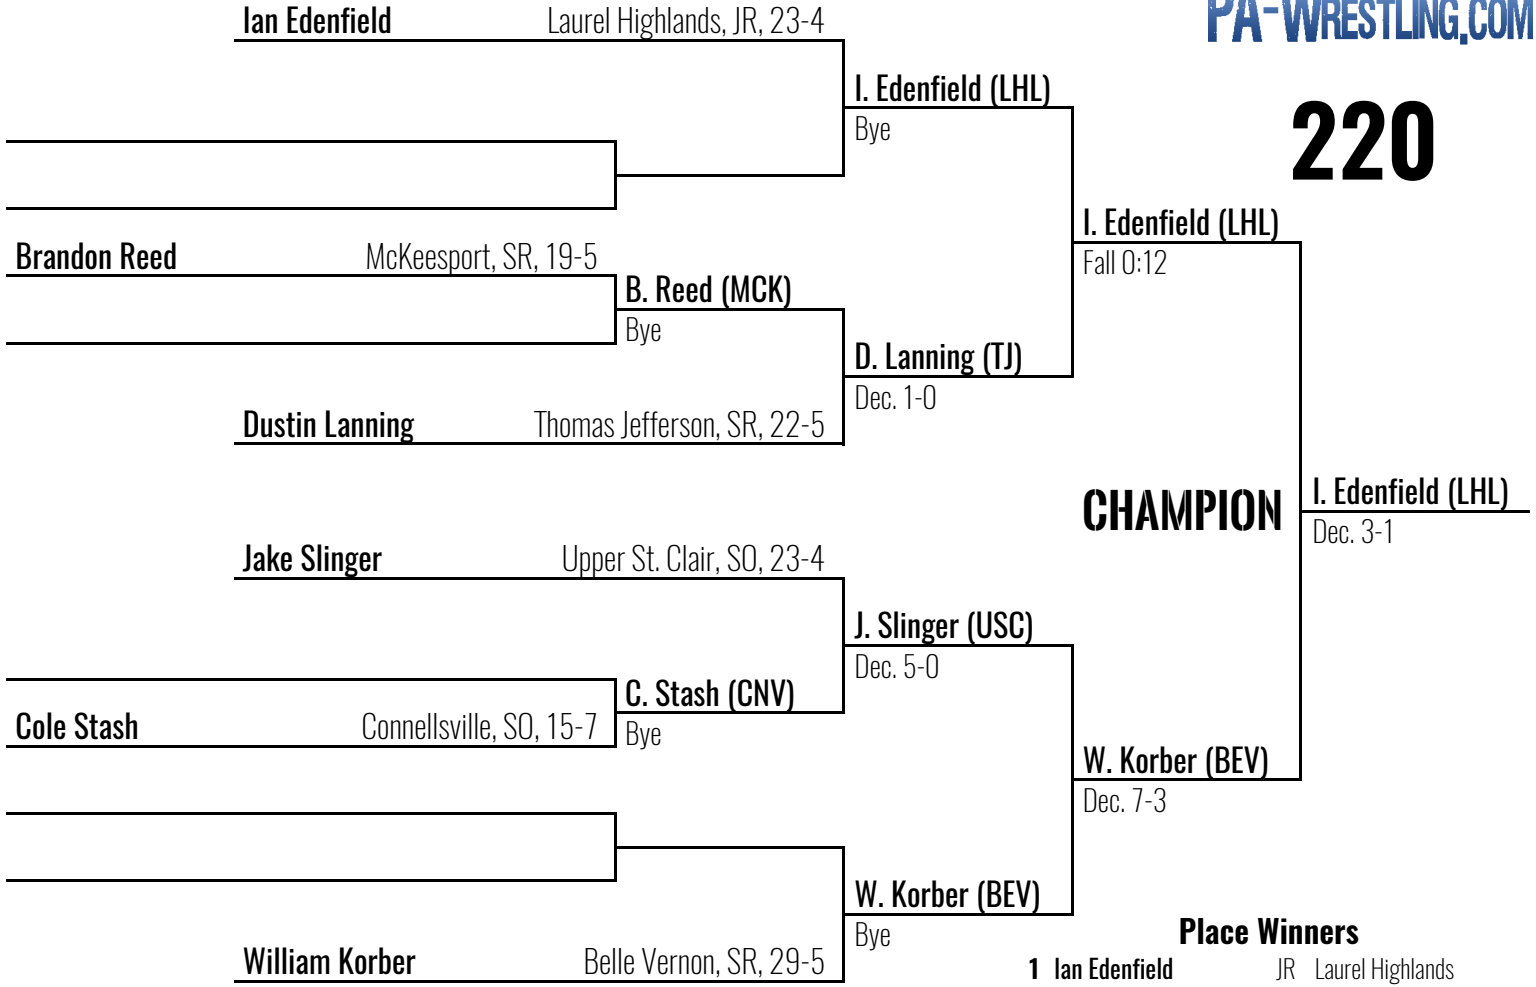 Ian Edenfield Laurel Highlands, JR, 23-4
PA-WRESTLING.COM
I. Edenfield (LHL)
Bye
220
I. Edenfield (LHL)
Fall 0:12
Brandon Reed McKeesport, SR, 19-5
B. Reed (MCK)
Bye
D. Lanning (TJ)
Dec. 1-0
Dustin Lanning Thomas Jefferson, SR, 22-5
CHAMPION
I. Edenfield (LHL)
Dec. 3-1
Jake Slinger Upper St. Clair, SO, 23-4
J. Slinger (USC)
Dec. 5-0
C. Stash (CNV)
Bye
Cole Stash Connellsville, SO, 15-7
W. Korber (BEV)
Dec. 7-3
W. Korber (BEV)
Bye
William Korber Belle Vernon, SR, 29-5
Place Winners
1 Ian Edenfield JR Laurel Highlands